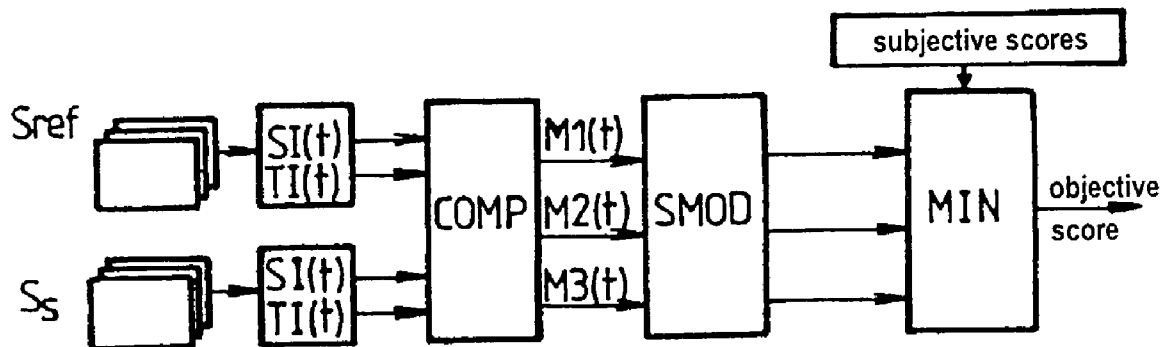 subjective scores
Sref
SI(t)
TI(t)
COMP
M1(t)
M2(t)
M3(t)
SMOD
MIN
objective
score
Ss
SI(t)
TI(t)